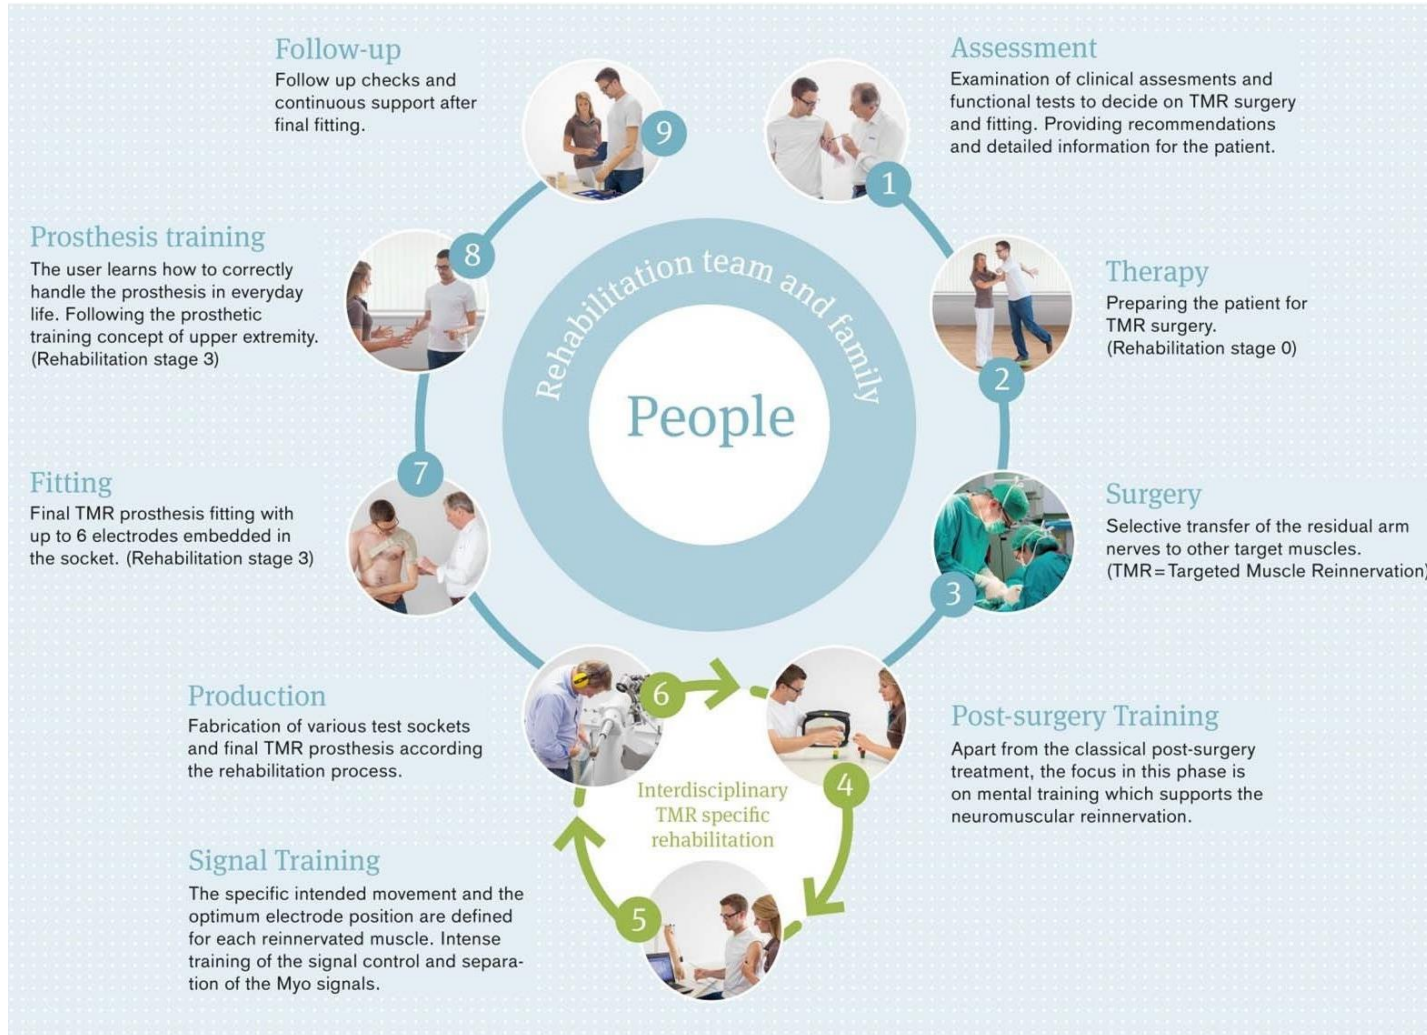 Follow-up
Follow up checks and
continuous support after
final fitting.
9
Assessment
Examination of clinical assesments and
functional tests to decide on TMR surgery
and fitting. Providing recommendations
and detailed information for the patient.
1
Prosthesis training
The user learns how to correctly
handle the prosthesis in everyday
life. Following the prosthetic
training concept of upper extremity.
(Rehabilitation stage 3)
8
Rehabilitation team and family
People
Therapy
Preparing the patient for
TMR surgery.
(Rehabilitation stage 0)
2
Fitting
Final TMR prosthesis fitting with
up to 6 electrodes embedded in
the socket. (Rehabilitation stage 3)
7
Surgery
Selective transfer of the residual arm
nerves to other target muscles.
(TMR=Targeted Muscle Reinnervation)
3
Production
Fabrication of various test sockets
and final TMR prosthesis according
the rehabilitation process.
6
Interdisciplinary
TMR specific
rehabilitation
4
Post-surgery Training
Apart from the classical post-surgery
treatment, the focus in this phase is
on mental training which supports the
neuromuscular reinnervation.
Signal Training
The specific intended movement and the
optimum electrode position are defined
for each reinnervated muscle. Intense
training of the signal control and separa-
tion of the Myo signals.
5